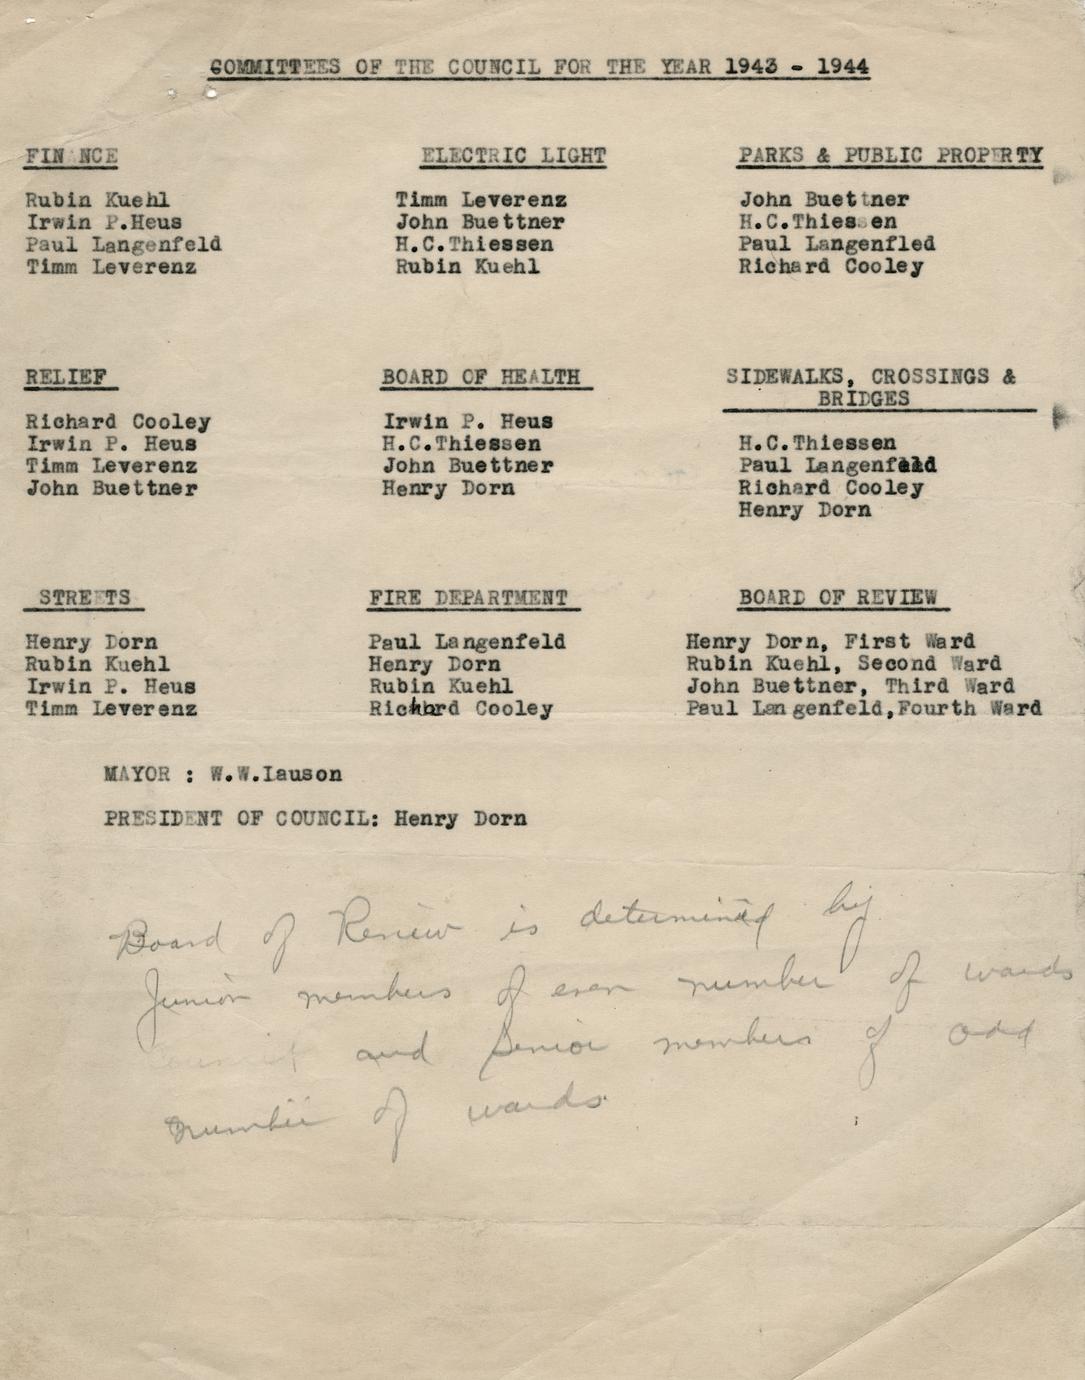 COMMITTEES OF THE COUNCIL FOR THE YEAR 1943 - 1944
FINANCE
Rubin Kuehl
Irwin P.Heus
Paul Langenfeld
Timm Leverenz
ELECTRIC LIGHT
Timm Leverenz
John Buettner
H.C.Thiessen
Rubin Kuehl
PARKS & PUBLIC PROPERTY
John Buettner
H.C.Thiessen
Paul Langenfled
Richard Cooley
RELIEF
Richard Cooley
Irwin P. Heus
Timm Leverenz
John Buettner
BOARD OF HEALTH
Irwin P. Heus
H.C.Thiessen
John Buettner
Henry Dorn
SIDEWALKS, CROSSINGS &
BRIDGES
H.C.Thiessen
Paul Langenfeld
Richard Cooley
Henry Dorn
STREETS
Henry Dorn
Rubin Kuehl
Irwin P. Heus
Timm Leverenz
FIRE DEPARTMENT
Paul Langenfeld
Henry Dorn
Rubin Kuehl
Richard Cooley
BOARD OF REVIEW
Henry Dorn, First Ward
Rubin Kuehl, Second Ward
John Buettner, Third Ward
Paul Langenfeld,Fourth Ward
MAYOR : W.W.Iauson
PRESIDENT OF COUNCIL: Henry Dorn
Board of Review is determined by
Junior members of even number of wards
and Senior members of odd
number of wards